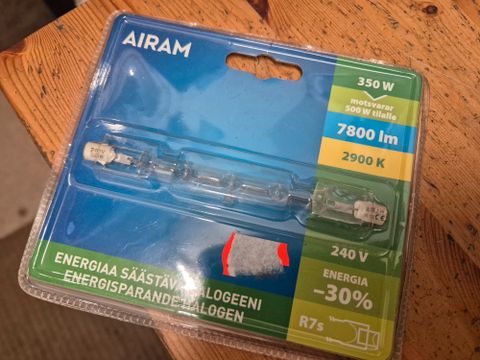 AIRAM
350 W
motsvarar
500 W tilalle
7800 lm
2900 K
240 V
ENERGIA
-30%
R7s
ENERGIAA SÄÄSTÄVÄ HALOGEENI
ENERGISPARANDE HALOGEN